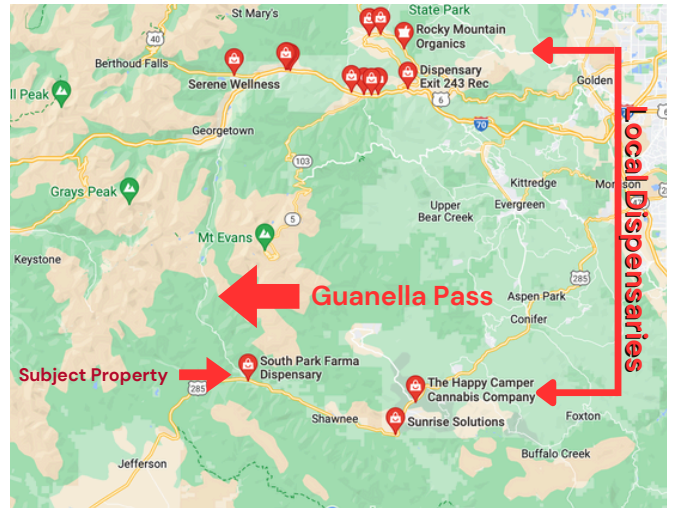 St Mary's
State Park
Rocky Mountain
Organics
40
Berthoud Falls
Serene Wellness
Dispensary
Exit 243 Rec
Golden
ll Peak
6
6
70
Georgetown
103
Grays Peak
Kittredge
Morrison
Evergreen
Upper
Bear Creek
5
Mt Evans
Keystone
285
Local Dispensaries
Guanella Pass
Aspen Park
Conifer
South Park Farma
Dispensary
Subject Property
285
The Happy Camper
Cannabis Company
Shawnee
Sunrise Solutions
Foxton
Buffalo Creek
Jefferson